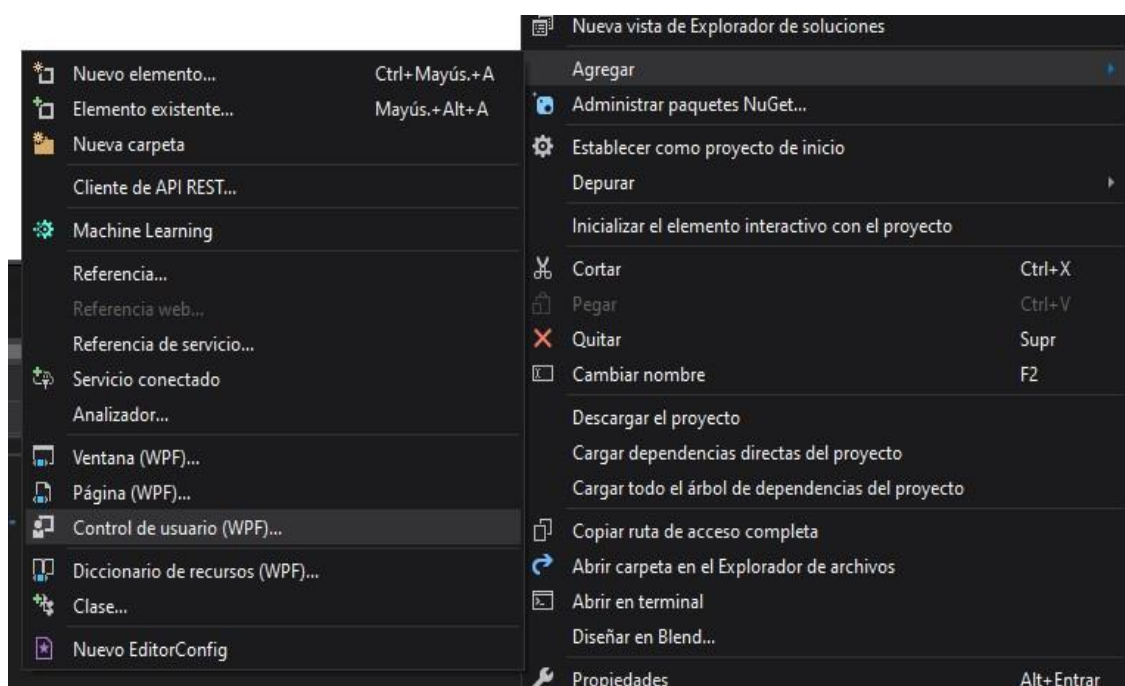 Nuevo elemento... Ctrl+Mayús.+A
Elemento existente... Mayús.+Alt+A
Nueva carpeta
Cliente de API REST...
Machine Learning
Referencia...
Referencia web...
Referencia de servicio...
Servicio conectado
Analizador...
Ventana (WPF)...
Página (WPF)...
Control de usuario (WPF)...
Diccionario de recursos (WPF)...
Clase...
Nuevo EditorConfig
Nueva vista de Explorador de soluciones
Agregar
Administrar paquetes NuGet...
Establecer como proyecto de inicio
Depurar
Inicializar el elemento interactivo con el proyecto
Cortar Ctrl+X
Pegar Ctrl+V
Quitar Supr
Cambiar nombre F2
Descargar el proyecto
Cargar dependencias directas del proyecto
Cargar todo el árbol de dependencias del proyecto
Copiar ruta de acceso completa
Abrir carpeta en el Explorador de archivos
Abrir en terminal
Diseñar en Blend...
Propiedades Alt+Entrar